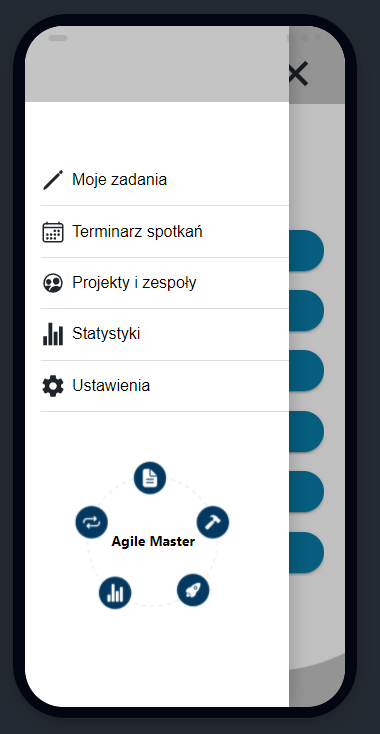 Moje zadania
Terminarz spotkań
Projekty i zespoły
Statystyki
Ustawienia
Agile Master